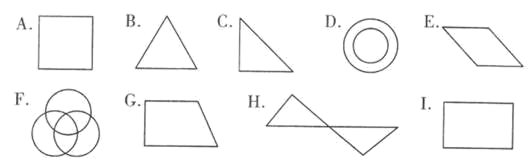 A. B. C. D. E.
F. G. H. I.